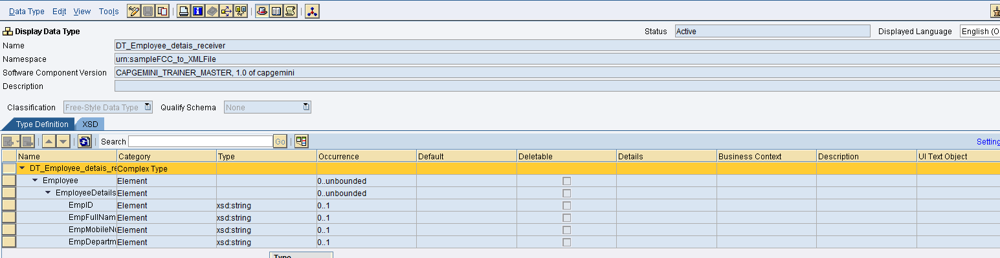 Data Type Edit View Tools
Display Data Type Status Active Displayed Language English (O
Name DT_Employee_detais_receiver
Namespace urn:sampleFCC_to_XMLFile
Software Component Version CAPGEMINI_TRAINER_MASTER, 1.0 of capgemini
Description
Classification Free-Style Data Type Qualify Schema None
Type Definition XSD
Search Go Setting
Name Category Type Occurrence Default Deletable Details Business Context Description UI Text Object
DT_Employee_detais_re Complex Type
Employee Element 0..unbounded
EmployeeDetails Element 0..unbounded
EmpID Element xsd:string 0..1
EmpFullNam Element xsd:string 0..1
EmpMobileNu Element xsd:string 0..1
EmpDepartm Element xsd:string 0..1
Type